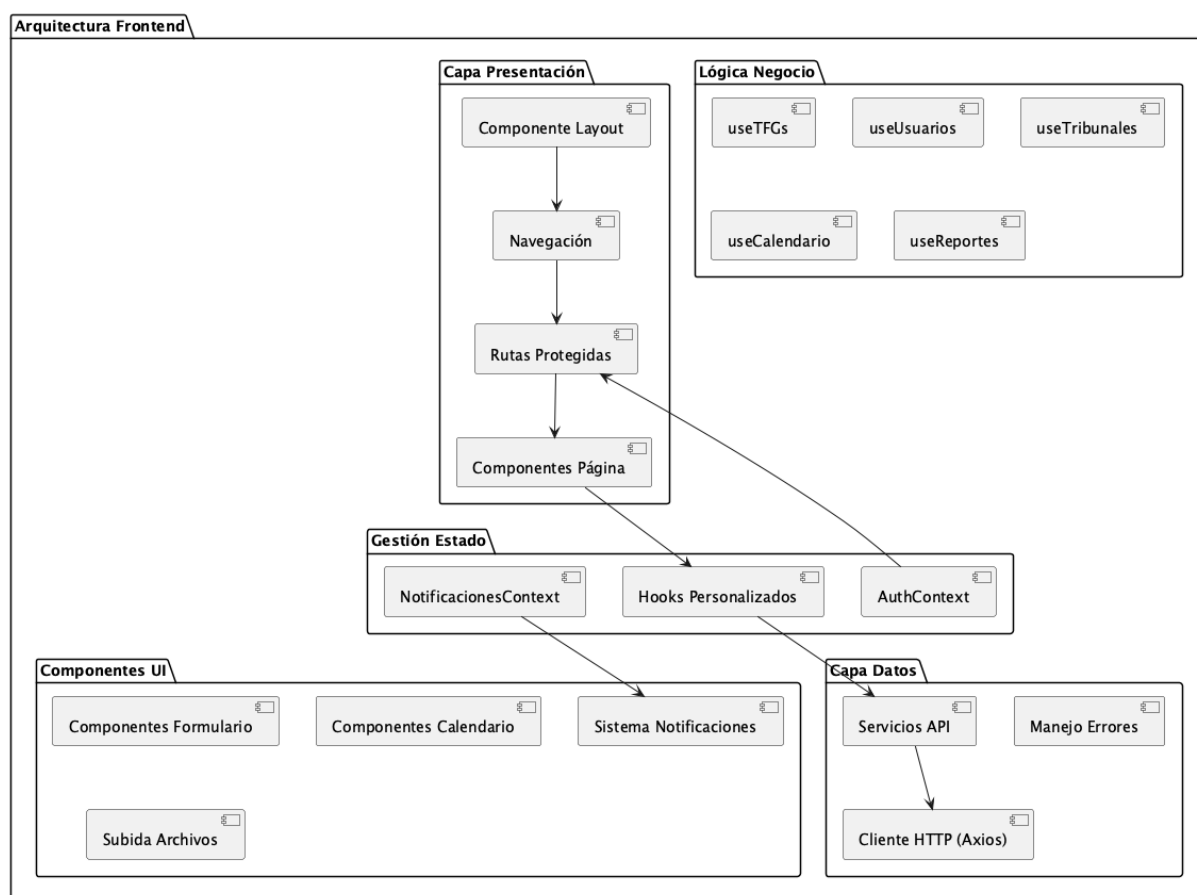 Arquitectura Frontend
Capa Presentación
Componente Layout
Navegación
Rutas Protegidas
Componentes Página
Lógica Negocio
useTFGs
useUsuarios
useTribunales
useCalendario
useReportes
Gestión Estado
NotificacionesContext
Hooks Personalizados
AuthContext
Componentes UI
Componentes Formulario
Componentes Calendario
Sistema Notificaciones
Subida Archivos
Capa Datos
Servicios API
Manejo Errores
Cliente HTTP (Axios)